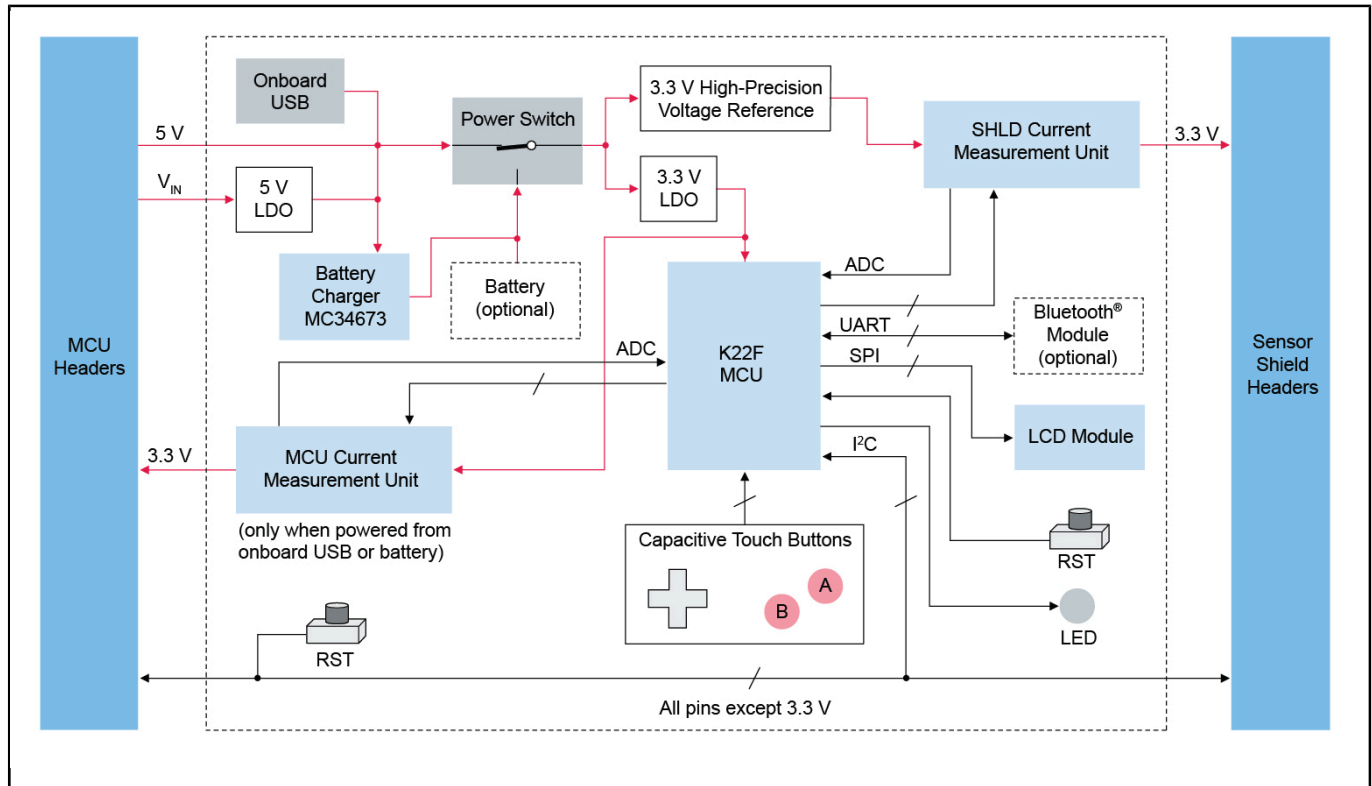 Onboard
USB
5 V
V_IN
5 V
LDO
Power Switch
3.3 V High-Precision
Voltage Reference
3.3 V
LDO
SHLD Current
Measurement Unit
3.3 V
Battery
Charger
MC34673
Battery
(optional)
MCU
Headers
ADC
K22F
MCU
ADC
UART
SPI
I²C
Bluetooth®
Module
(optional)
LCD Module
Sensor
Shield
Headers
3.3 V
MCU Current
Measurement Unit
(only when powered from
onboard USB or battery)
Capacitive Touch Buttons
A
B
RST
LED
RST
All pins except 3.3 V